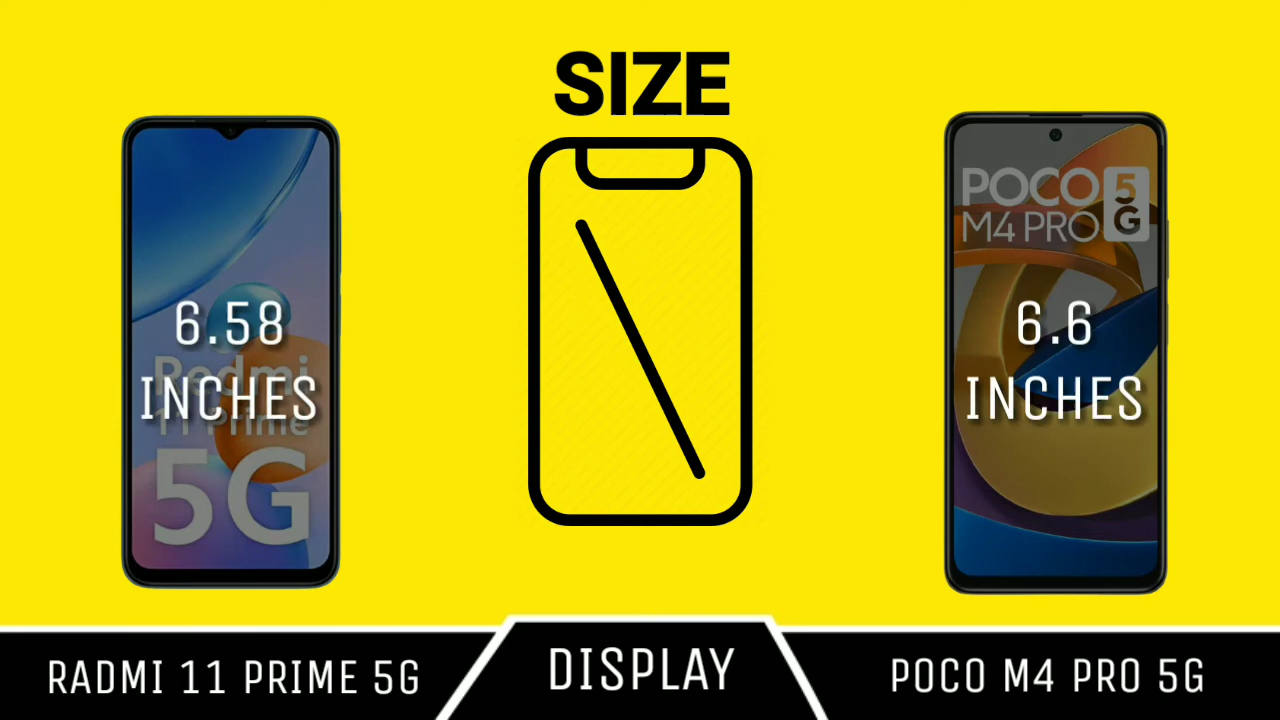 SIZE
6.58
INCHES
Redmi
11 Prime
5G
POCO 5G
M4 PRO
6.6
INCHES
RADMI 11 PRIME 5G
DISPLAY
POCO M4 PRO 5G